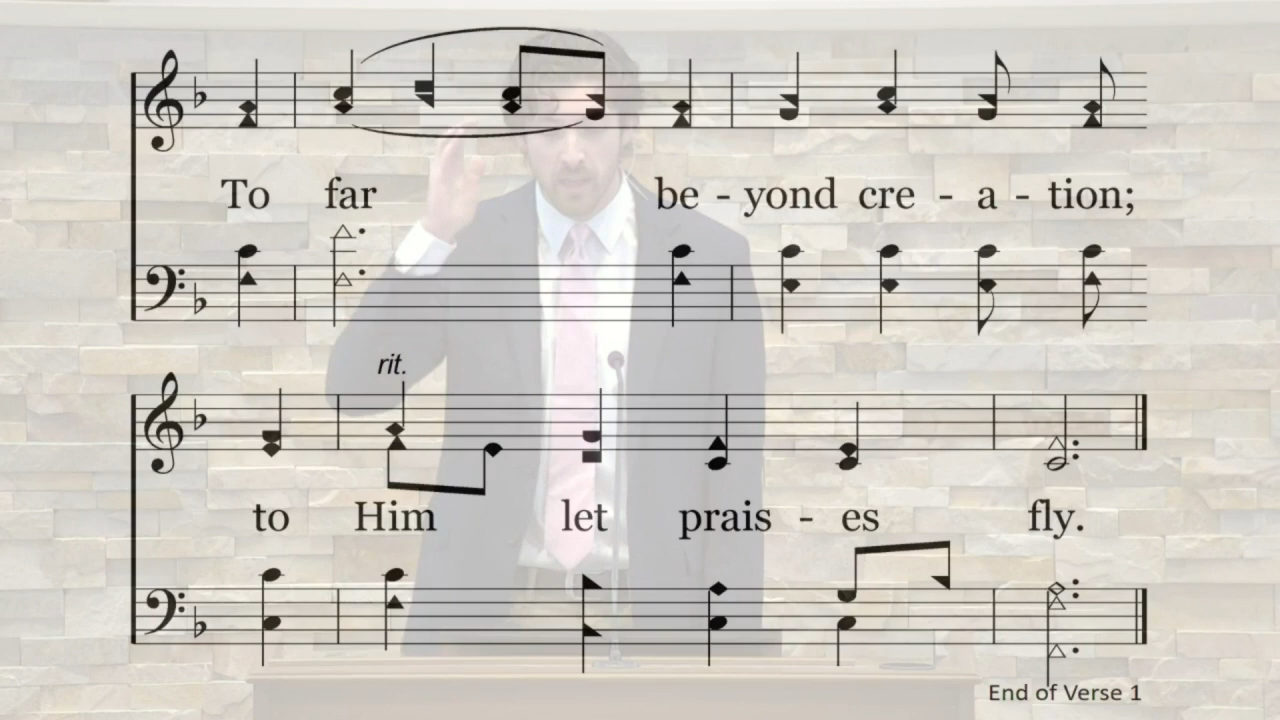 To far be - yond cre - a - tion;
rit.
to Him let prais - es fly.
End of Verse 1